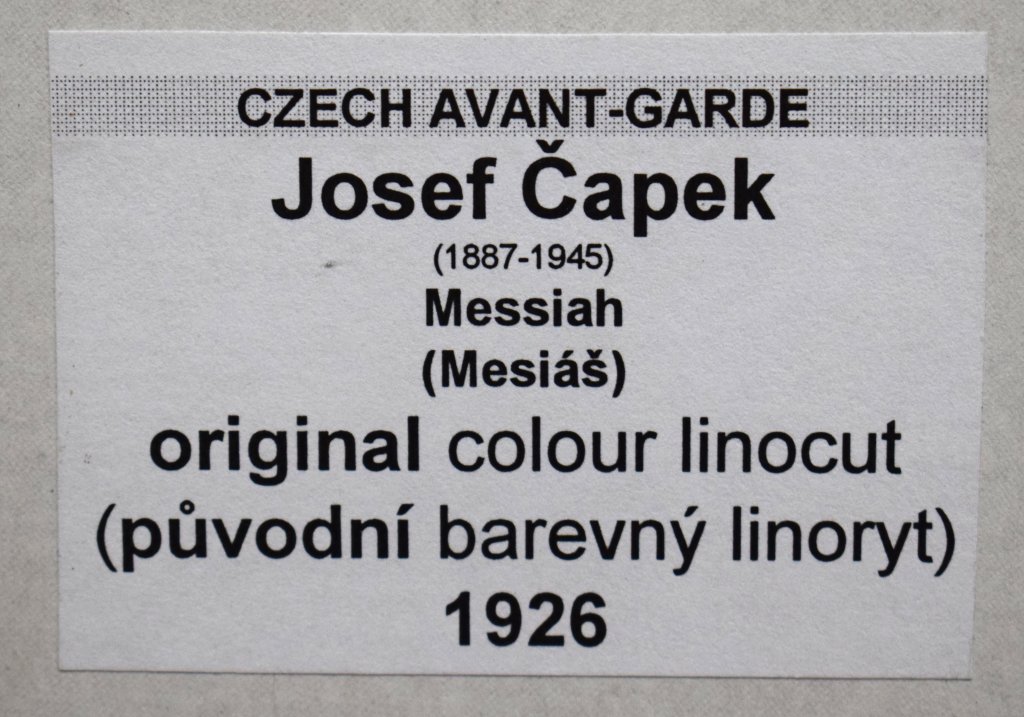 CZECH AVANT-GARDE
Josef Čapek
(1887-1945)
Messiah
(Mesiáš)
original colour linocut
(původní barevný linoryt)
1926